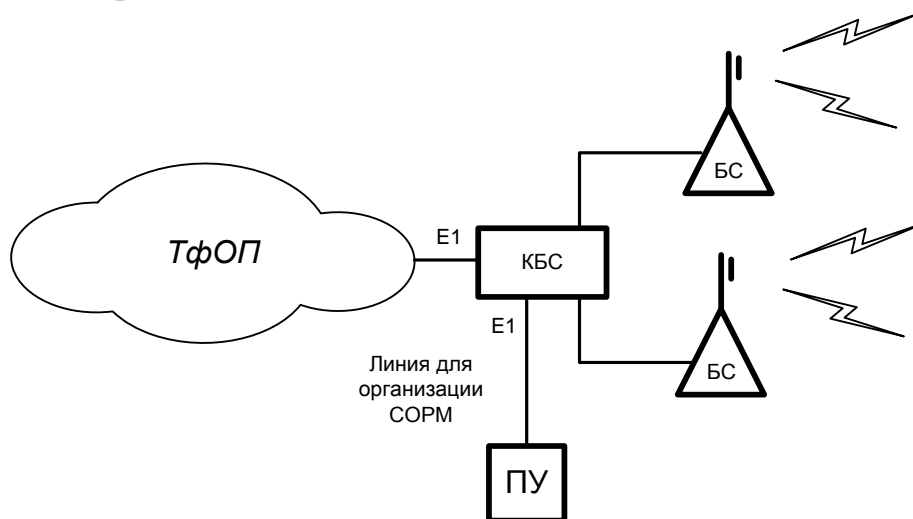 БС
ТфОП
E1
КБС
E1
БС
Линия для
организации
СОРМ
ПУ